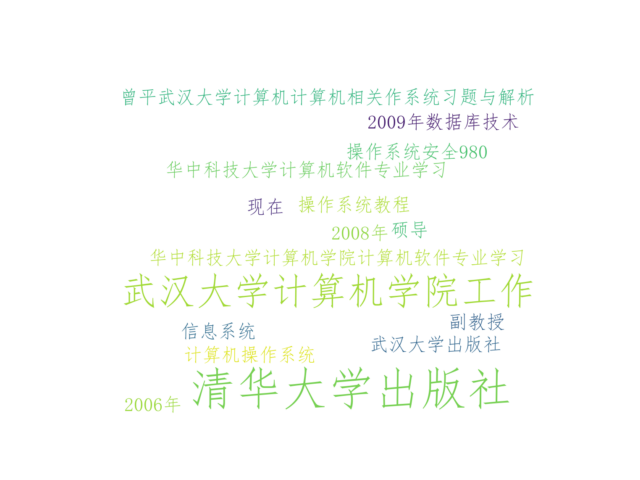 曾平武汉大学计算机计算机相关作系统习题与解析
2009年数据库技术
操作系统安全980
华中科技大学计算机软件专业学习
现在 操作系统教程
2008年 硕导
华中科技大学计算机学院计算机软件专业学习
武汉大学计算机学院工作
副教授
信息系统
武汉大学出版社
计算机操作系统
清华大学出版社
2006年